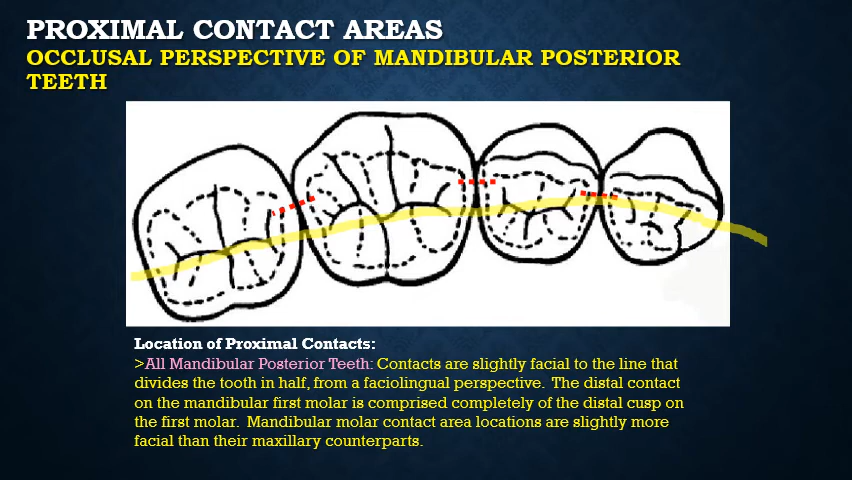 PROXIMAL CONTACT AREAS
OCCLUSAL PERSPECTIVE OF MANDIBULAR POSTERIOR
TEETH
Location of Proximal Contacts:
>All Mandibular Posterior Teeth: Contacts are slightly facial to the line that
divides the tooth in half, from a faciolingual perspective. The distal contact
on the mandibular first molar is comprised completely of the distal cusp on
the first molar. Mandibular molar contact area locations are slightly more
facial than their maxillary counterparts.